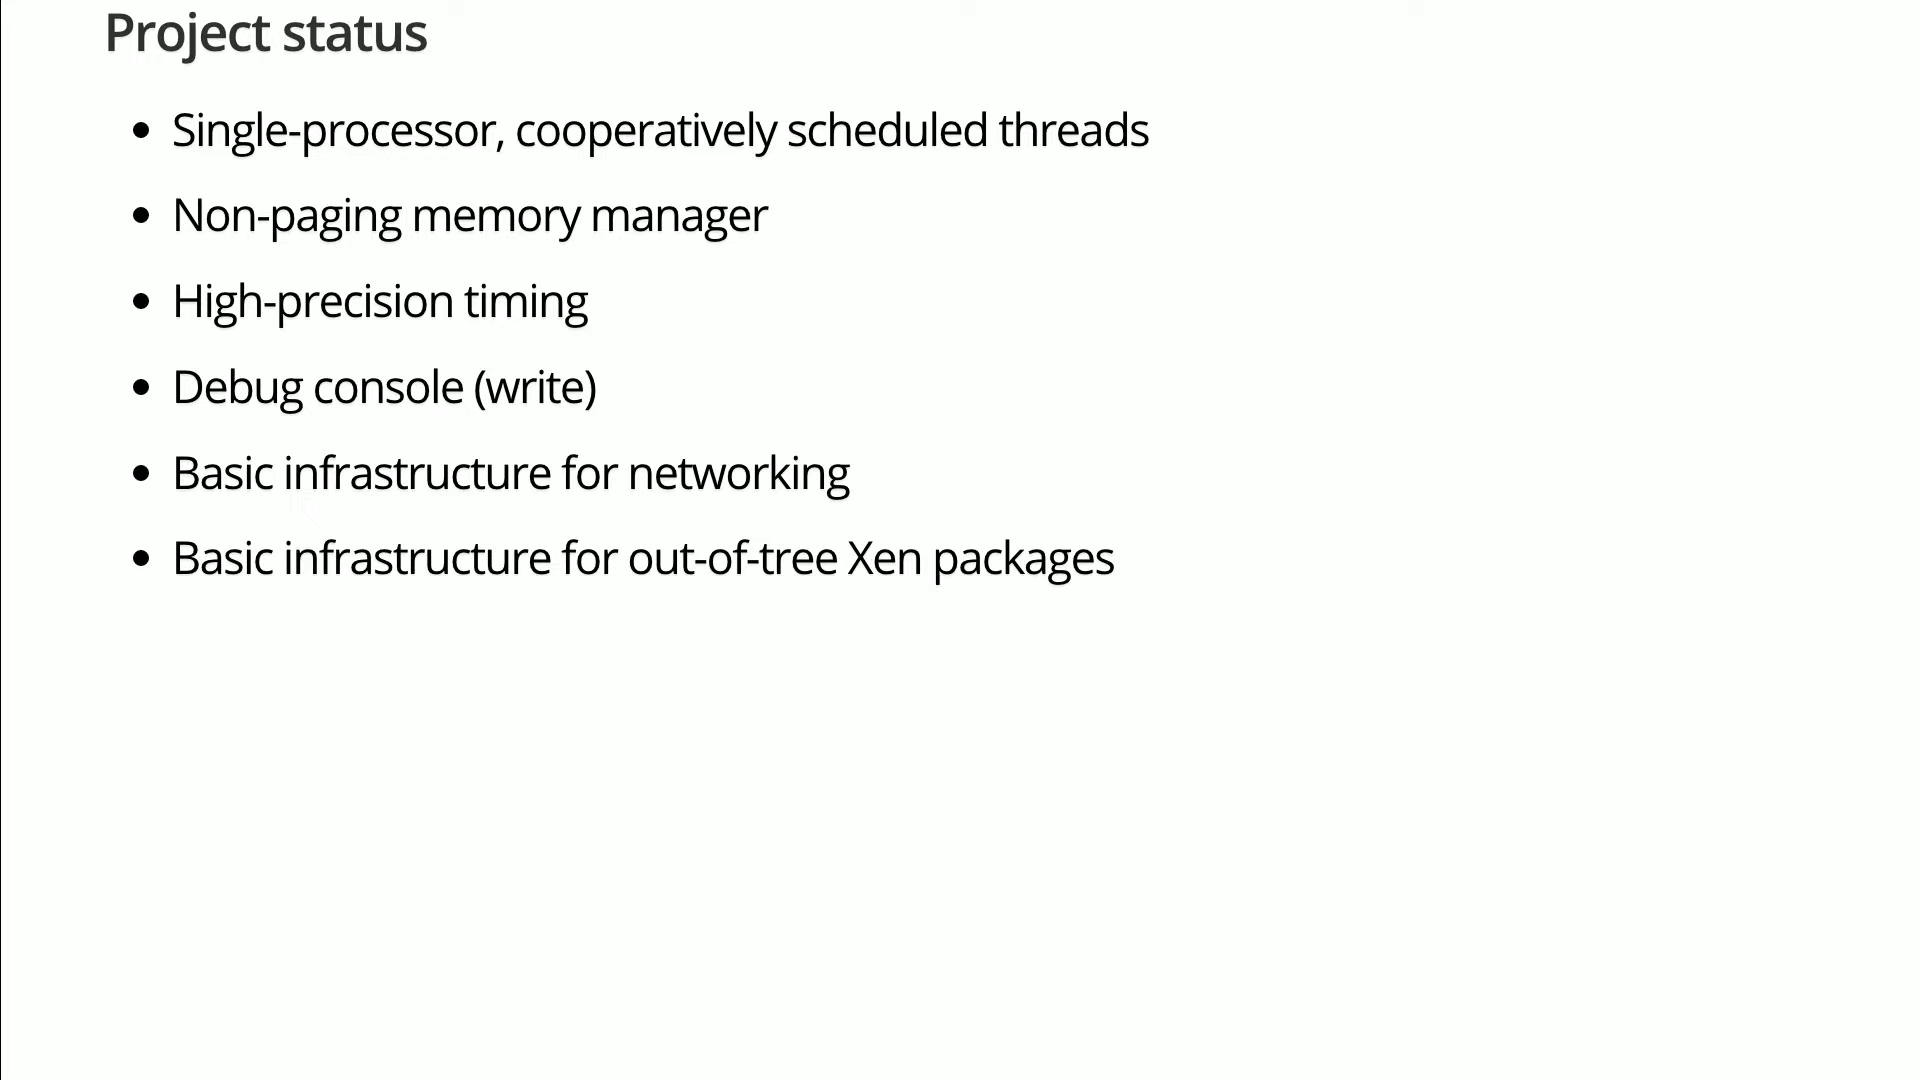 Project status
• Single-processor, cooperatively scheduled threads
• Non-paging memory manager
• High-precision timing
• Debug console (write)
• Basic infrastructure for networking
• Basic infrastructure for out-of-tree Xen packages